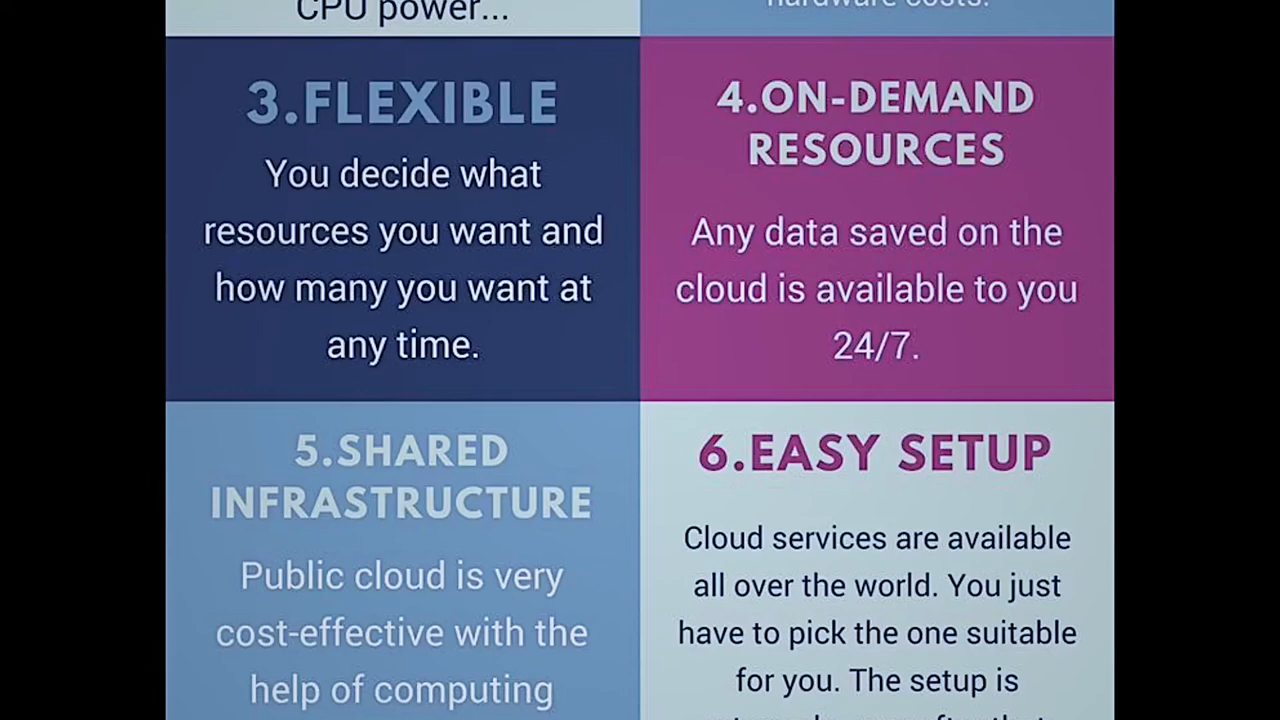 CPU power...
hardware costs.
3.FLEXIBLE
You decide what
resources you want and
how many you want at
any time.
4.ON-DEMAND
RESOURCES
Any data saved on the
cloud is available to you
24/7.
5.SHARED
INFRASTRUCTURE
Public cloud is very
cost-effective with the
help of computing
6.EASY SETUP
Cloud services are available
all over the world. You just
have to pick the one suitable
for you. The setup is